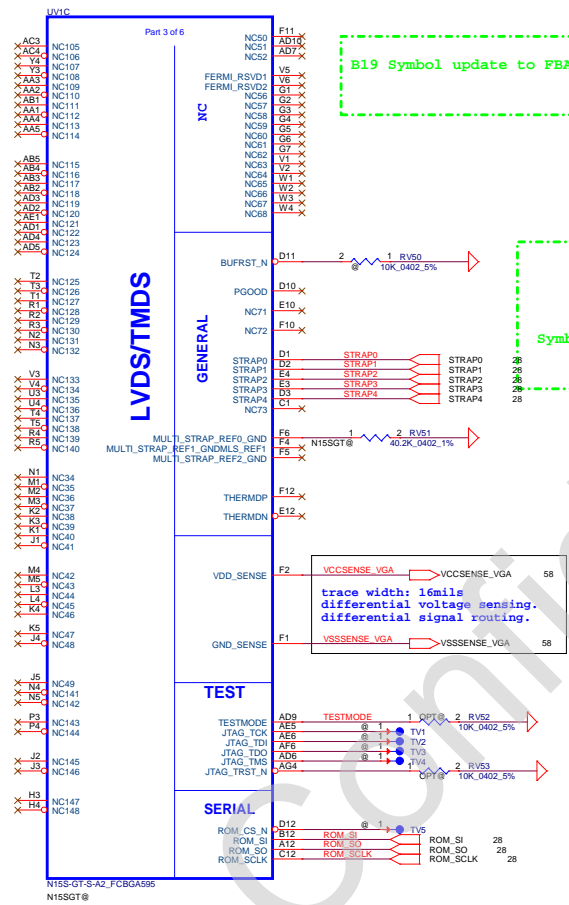 UV1C
Part 3 of 6
AC3 NC105
AC4 NC106
Y4 NC107
Y3 NC108
AA3 NC109
AA2 NC110
AB1 NC111
AA1 NC112
AA4 NC113
AA5 NC114
AB5 NC115
AB4 NC116
AB3 NC117
AB2 NC118
AD3 NC119
AD2 NC120
AE1 NC121
AD1 NC122
AD4 NC123
AD5 NC124
T2 NC125
T3 NC126
T1 NC127
R1 NC128
R2 NC129
R3 NC130
N2 NC131
N3 NC132
V3 NC133
V4 NC134
U3 NC135
U4 NC136
T4 NC137
T5 NC138
R4 NC139
R5 NC140
N1 NC34
M1 NC35
M2 NC36
M3 NC37
K2 NC38
K3 NC39
K1 NC40
J1 NC41
M4 NC42
M5 NC43
L3 NC44
L4 NC45
K4 NC46
K5 NC47
J4 NC48
J5 NC49
N4 NC141
N5 NC142
P3 NC143
P4 NC144
J2 NC145
J3 NC146
H3 NC147
H4 NC148
LVDS/TMDS
NC
NC50 F11
NC51 AD10
NC52 AD7
FERMI_RSVD1 V5
FERMI_RSVD2 V6
NC56 G1
NC57 G2
NC58 G3
NC59 G4
NC60 G5
NC61 G6
NC62 G7
NC63 V1
NC64 V2
NC65 W1
NC66 W2
NC67 W3
NC68 W4
GENERAL
BUFRST_N D11 2 @ 1 RV50
10K_0402_5%
PGOOD D10
NC71 E10
NC72 F10
STRAP0 D1 STRAP0 STRAP0 28
STRAP1 D2 STRAP1 STRAP1 28
STRAP2 E4 STRAP2 STRAP2 28
STRAP3 E3 STRAP3 STRAP3 28
STRAP4 D3 STRAP4 STRAP4 28
NC73 C1
MULTI_STRAP_REF0_GND F6 N15SGT@ 1 2 RV51
40.2K_0402_1%
MULTI_STRAP_REF1_GNDMLS_REF1 F4
MULTI_STRAP_REF2_GND F5
THERMDP F12
THERMDN E12
VDD_SENSE F2 VCCSENSE_VGA VCCSENSE_VGA 58
trace width: 16mils
differential voltage sensing.
differential signal routing.
GND_SENSE F1 VSSSENSE_VGA VSSSENSE_VGA 58
TEST
TESTMODE AD9 TESTMODE 1 OPT@ 2 RV52
10K_0402_5%
JTAG_TCK AE5 @ 1 TV1
JTAG_TDI AE6 @ 1 TV2
JTAG_TDO AF6 @ 1 TV3
JTAG_TMS AD6 @ 1 TV4
JTAG_TRST_N AG4 1 OPT@ 2 RV53
10K_0402_5%
SERIAL
ROM_CS_N D12 @ 1 TV5
ROM_SI B12 ROM_SI ROM_SI 28
ROM_SO A12 ROM_SO ROM_SO 28
ROM_SCLK C12 ROM_SCLK ROM_SCLK 28
N15S-GT-S-A2_FCBGA595
N15SGT@
B19 Symbol update to FBA
Symb
Confi